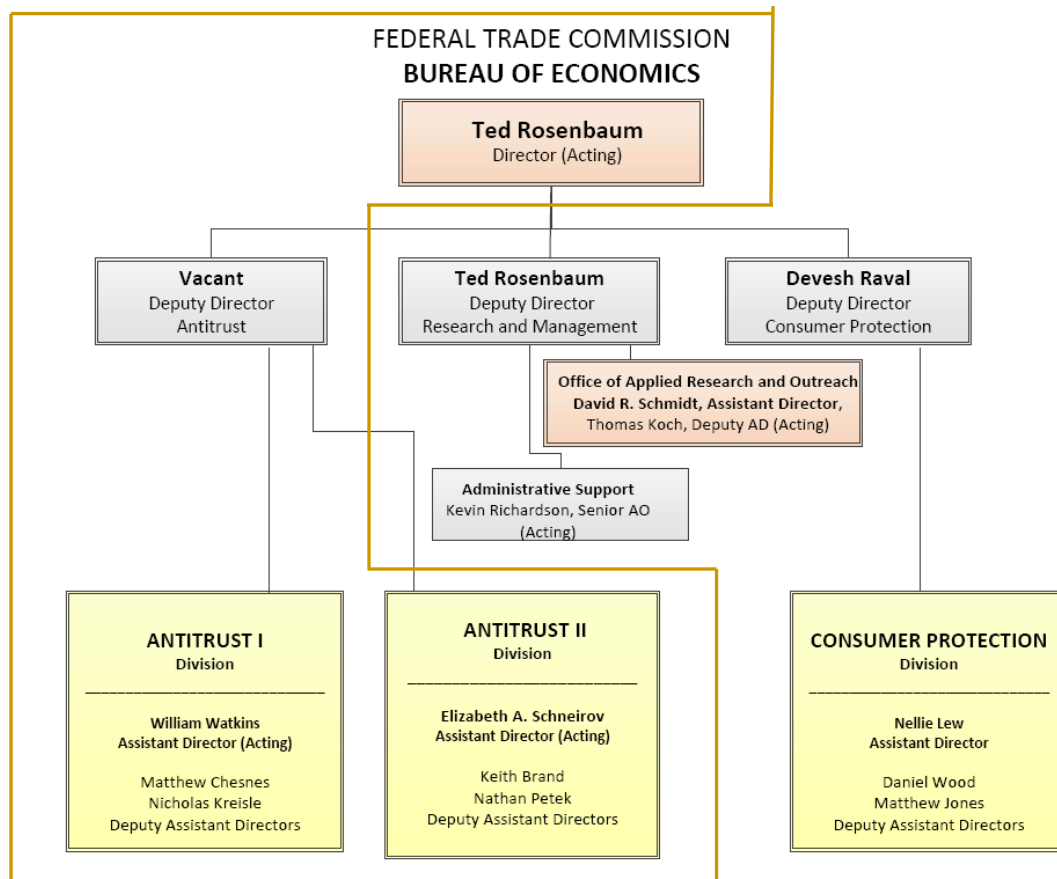 FEDERAL TRADE COMMISSION
BUREAU OF ECONOMICS
Ted Rosenbaum
Director (Acting)
Vacant
Deputy Director
Antitrust
Ted Rosenbaum
Deputy Director
Research and Management
Devesh Raval
Deputy Director
Consumer Protection
Office of Applied Research and Outreach
David R. Schmidt, Assistant Director,
Thomas Koch, Deputy AD (Acting)
Administrative Support
Kevin Richardson, Senior AO
(Acting)
ANTITRUST I
Division
William Watkins
Assistant Director (Acting)
Matthew Chesnes
Nicholas Kreisle
Deputy Assistant Directors
ANTITRUST II
Division
Elizabeth A. Schneirov
Assistant Director (Acting)
Keith Brand
Nathan Petek
Deputy Assistant Directors
CONSUMER PROTECTION
Division
Nellie Lew
Assistant Director
Daniel Wood
Matthew Jones
Deputy Assistant Directors